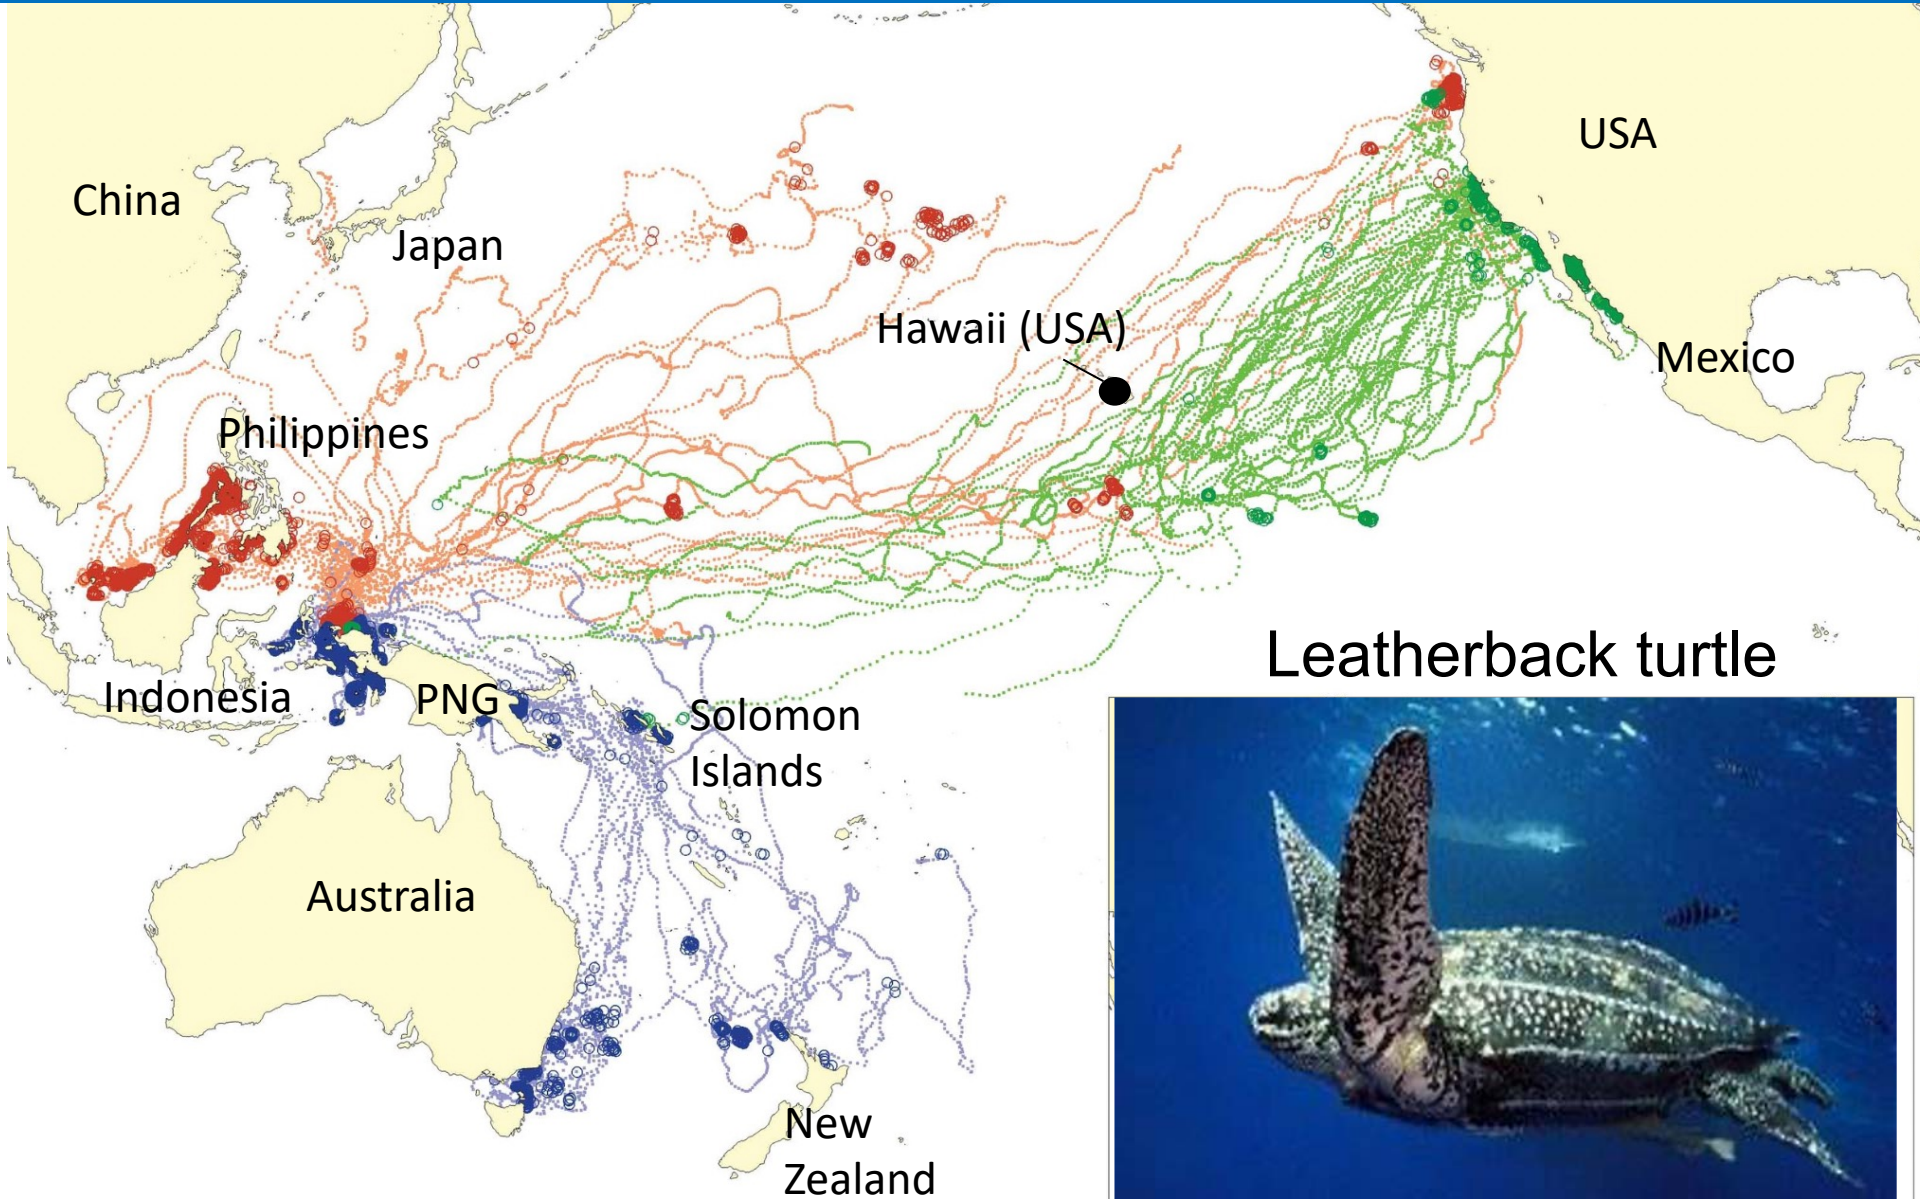 USA
China
Japan
Hawaii (USA)
Mexico
Philippines
Leatherback turtle
Indonesia
PNG
Solomon
Islands
Australia
New
Zealand